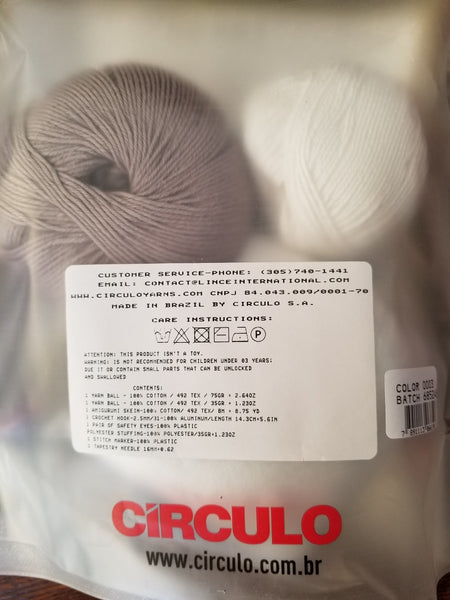 CUSTOMER SERVICE-PHONE: (305)740-1441
EMAIL: CONTACT@LINCEINTERNATIONAL.COM
WWW.CIRCULOYARNS.COM CNPJ 84.043.009/0001-70
MADE IN BRAZIL BY CIRCULO S.A.
CARE INSTRUCTIONS:
P
ATTENTION: THIS PRODUCT ISN'T A TOY.
WARNING: IS NOT RECOMMENDED FOR CHILDREN UNDER 03 YEARS;
DUE IT OR CONTAIN SMALL PARTS THAT CAN BE UNLOCKED
AND SWALLOWED
CONTENTS:
1 YARN BALL - 100% COTTON / 492 TEX / 75GR = 2.64OZ
1 YARN BALL - 100% COTTON / 492 TEX / 35GR = 1.23OZ
1 AMIGURUMI SKEIN-100% COTTON/ 492 TEX/ 8M = 8.75 YD
1 CROCHET HOOK-2.5MM/31-100% ALUMINUM/LENGTH 14.3CM=5.6IN
1 PAIR OF SAFETY EYES-100% PLASTIC
POLYESTER STUFFING-100% POLYESTER/35GR=1.23OZ
1 STITCH MARKER-100% PLASTIC
1 TAPESTRY NEEDLE 16MM=0.62
COLOR 0003
BATCH
CÍRCULO
www.circulo.com.br